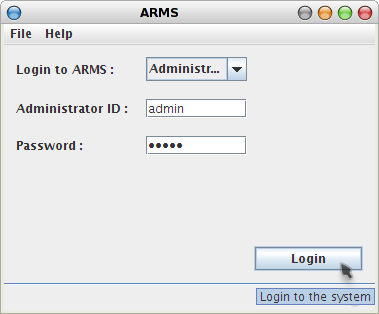 ARMS
File Help
Login to ARMS : Administr...
Administrator ID : admin
Password : •••••
Login
Login to the system